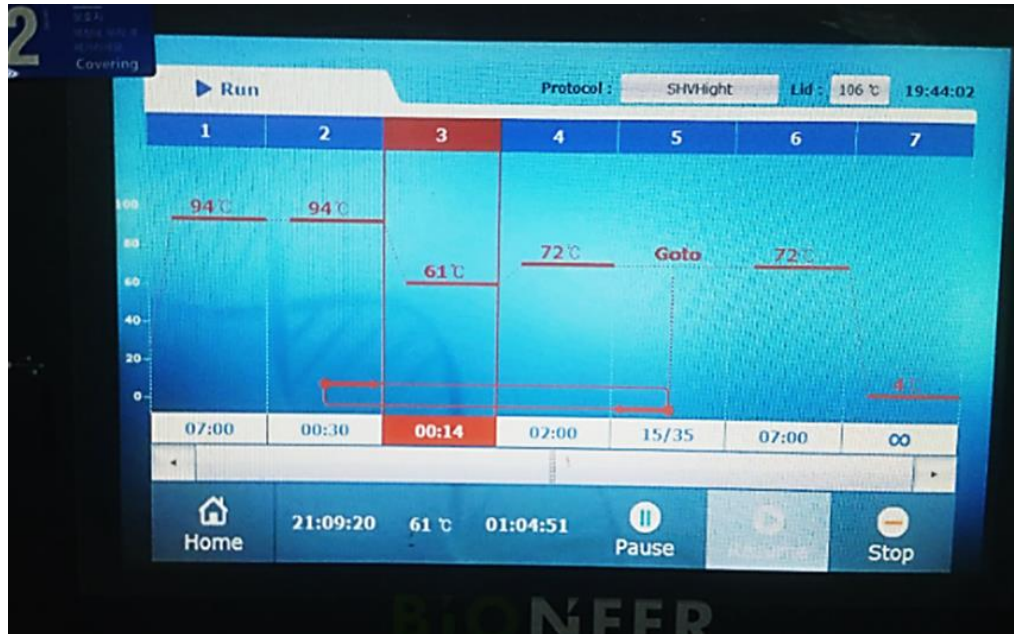 2
Covering
Run
Protocol : SHVHight Lid : 106 ℃ 19:44:02
1 2 3 4 5 6 7
100
80
60
40
20
0
94℃ 94℃ 61℃ 72℃ Goto 72℃ 4℃
07:00 00:30 00:14 02:00 15/35 07:00 ∞
Home 21:09:20 61 ℃ 01:04:51 Pause Resume Stop
BIONEER